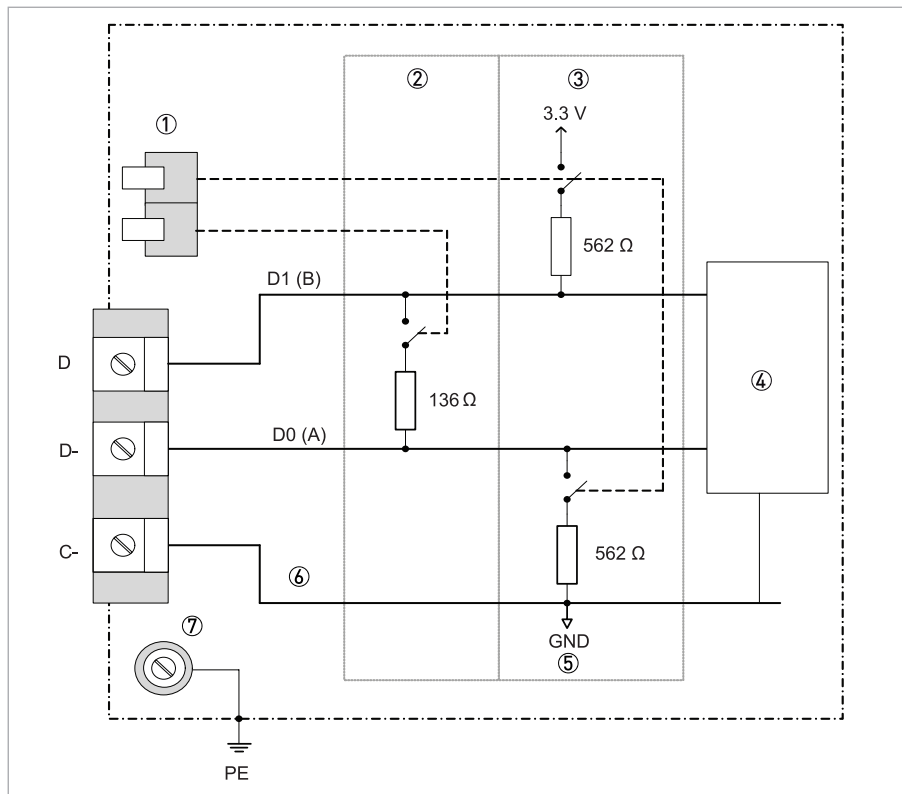 ②
③
3.3 V
①
562 Ω
D1 (B)
D
④
136 Ω
D0 (A)
D-
C-
562 Ω
⑥
⑦
GND
⑤
PE